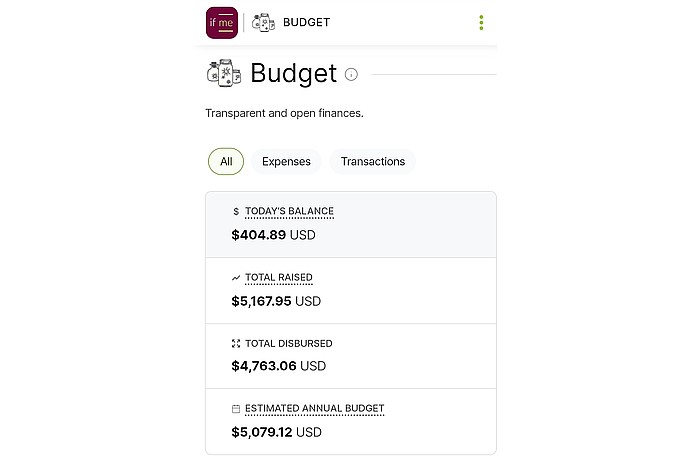 if me
BUDGET
Budget
Transparent and open finances.
All Expenses Transactions
$ TODAY'S BALANCE
$404.89 USD
TOTAL RAISED
$5,167.95 USD
TOTAL DISBURSED
$4,763.06 USD
ESTIMATED ANNUAL BUDGET
$5,079.12 USD